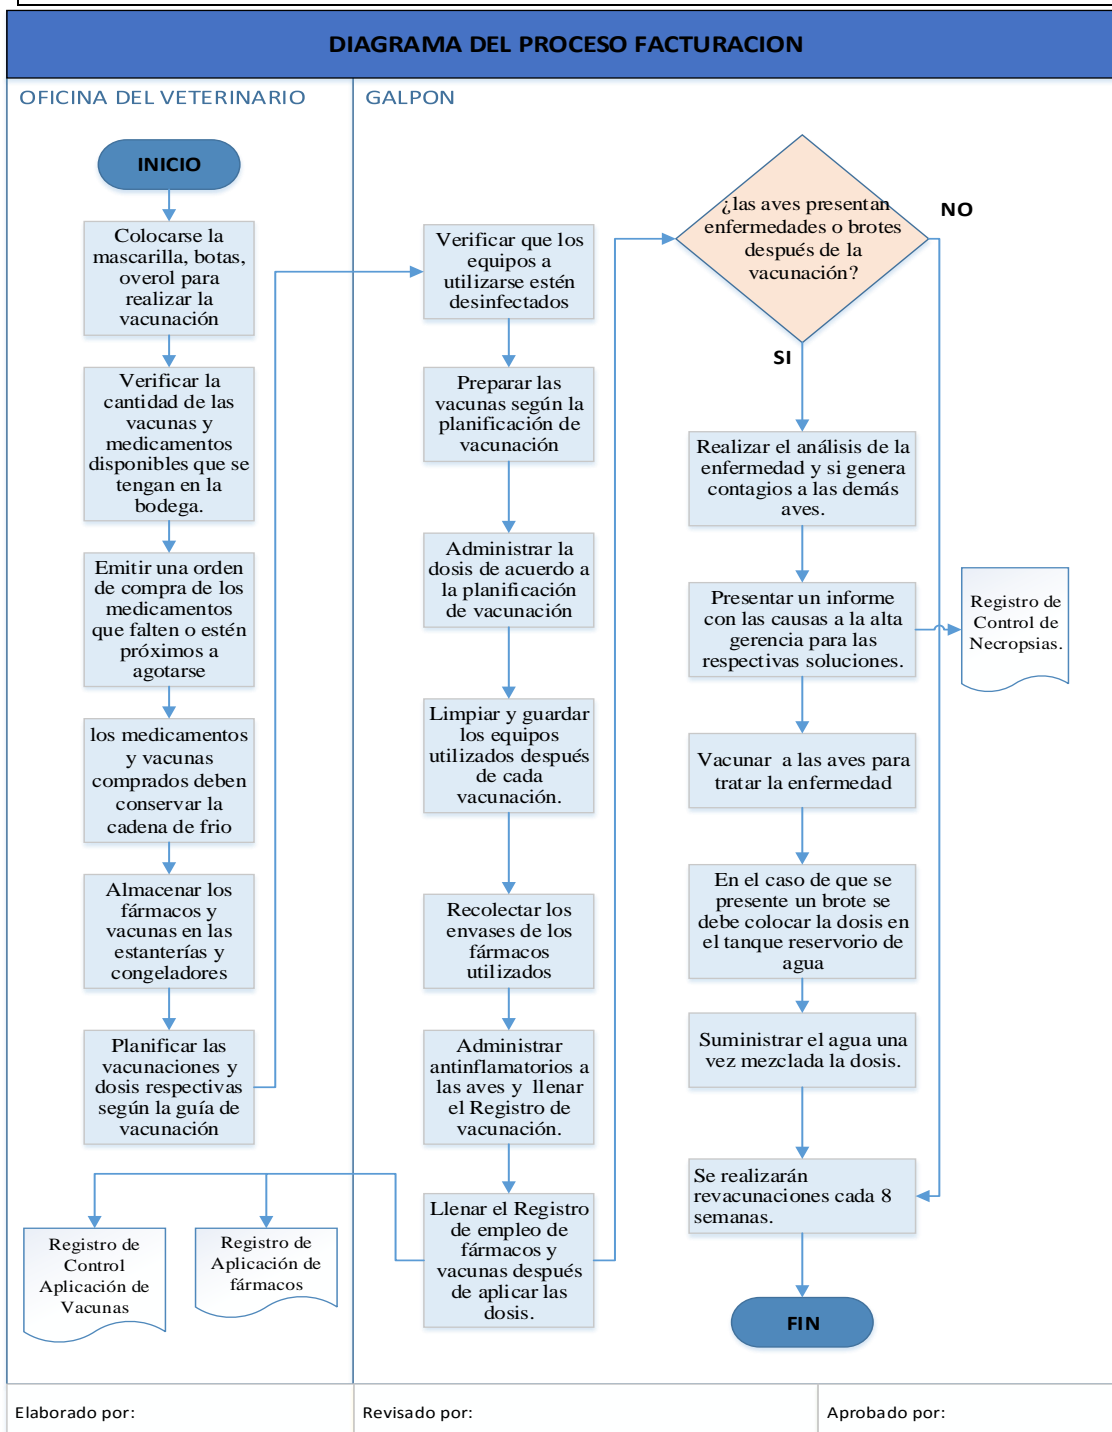 DIAGRAMA DEL PROCESO FACTURACION
OFICINA DEL VETERINARIO
GALPON
INICIO
Colocarse la
mascarilla, botas,
overol para
realizar la
vacunación
Verificar la
cantidad de las
vacunas y
medicamentos
disponibles que se
tengan en la
bodega.
Emitir una orden
de compra de los
medicamentos
que falten o estén
próximos a
agotarse
los medicamentos
y vacunas
comprados deben
conservar la
cadena de frio
Almacenar los
fármacos y
vacunas en las
estanterías y
congeladores
Planificar las
vacunaciones y
dosis respectivas
según la guía de
vacunación
Verificar que los
equipos a
utilizarse estén
desinfectados
Preparar las
vacunas según la
planificación de
vacunación
Administrar la
dosis de acuerdo a
la planificación
de vacunación
Limpiar y guardar
los equipos
utilizados después
de cada
vacunación.
Recolectar los
envases de los
fármacos
utilizados
Administrar
antinflamatorios a
las aves y llenar
el Registro de
vacunación.
Llenar el Registro
de empleo de
fármacos y
vacunas después
de aplicar las
dosis.
Registro de
Control
Aplicación de
Vacunas
Registro de
Aplicación de
fármacos
¿las aves presentan
enfermedades o brotes
después de la
vacunación?
NO
SI
Realizar el análisis de la
enfermedad y si genera
contagios a las demás
aves.
Presentar un informe
con las causas a la alta
gerencia para las
respectivas soluciones.
Registro de
Control de
Necropsias.
Vacunar a las aves para
tratar la enfermedad
En el caso de que se
presente un brote se
debe colocar la dosis en
el tanque reservorio de
agua
Suministrar el agua una
vez mezclada la dosis.
Se realizarán
revacunaciones cada 8
semanas.
FIN
Elaborado por:
Revisado por:
Aprobado por: